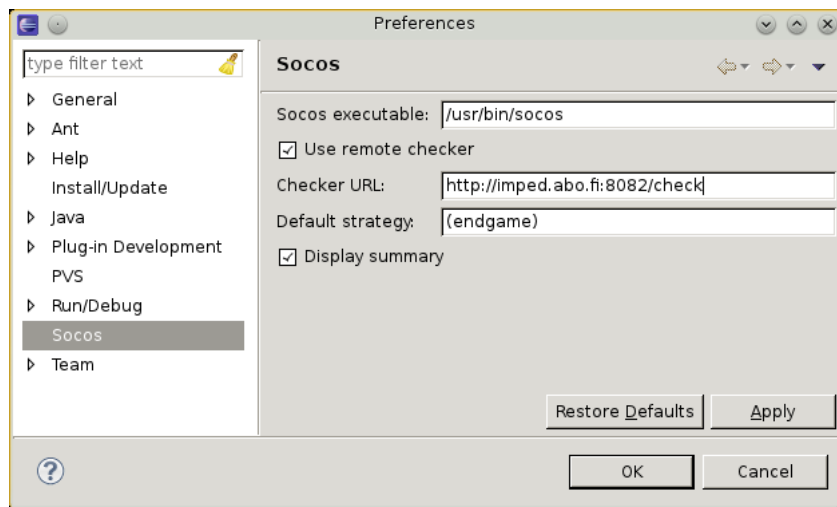 Preferences
type filter text
General
Ant
Help
Install/Update
Java
Plug-in Development
PVS
Run/Debug
Socos
Team
Socos
Socos executable: /usr/bin/socos
Use remote checker
Checker URL: http://imped.abo.fi:8082/check
Default strategy: (endgame)
Display summary
Restore Defaults Apply
? OK Cancel